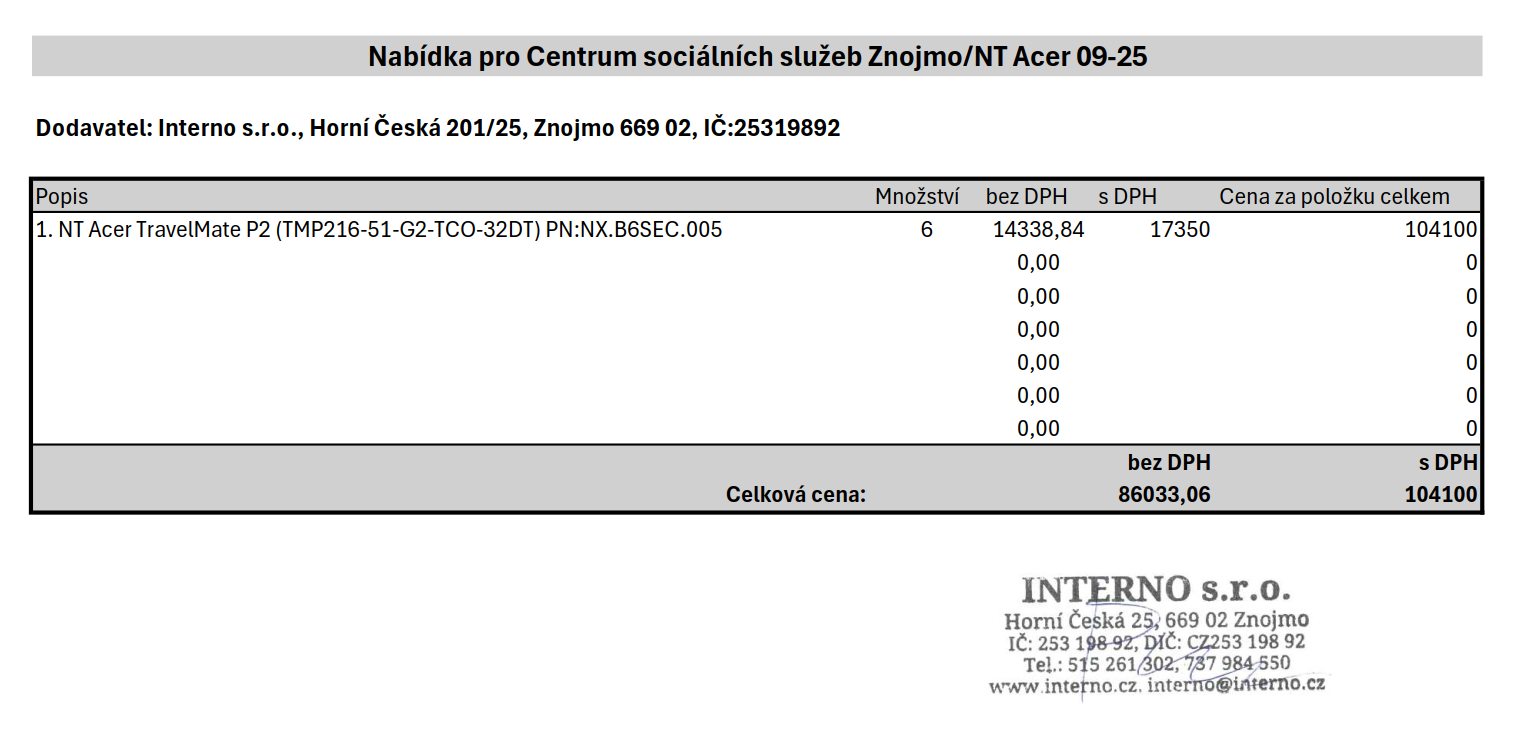 Nabídka pro Centrum sociálních služeb Znojmo/NT Acer 09-25
Dodavatel: Interno s.r.o., Horní Česká 201/25, Znojmo 669 02, IČ:25319892
Popis Množství bez DPH s DPH Cena za položku celkem
1. NT Acer TravelMate P2 (TMP216-51-G2-TCO-32DT) PN:NX.B6SEC.005 6 14338,84 17350 104100
0,00 0
0,00 0
0,00 0
0,00 0
0,00 0
0,00 0
bez DPH s DPH
Celková cena: 86033,06 104100
INTERNO s.r.o.
Horní Česká 25, 669 02 Znojmo
IČ: 253 198 92, DIČ: CZ253 198 92
Tel.: 515 261 302, 737 984 550
www.interno.cz. interno@interno.cz